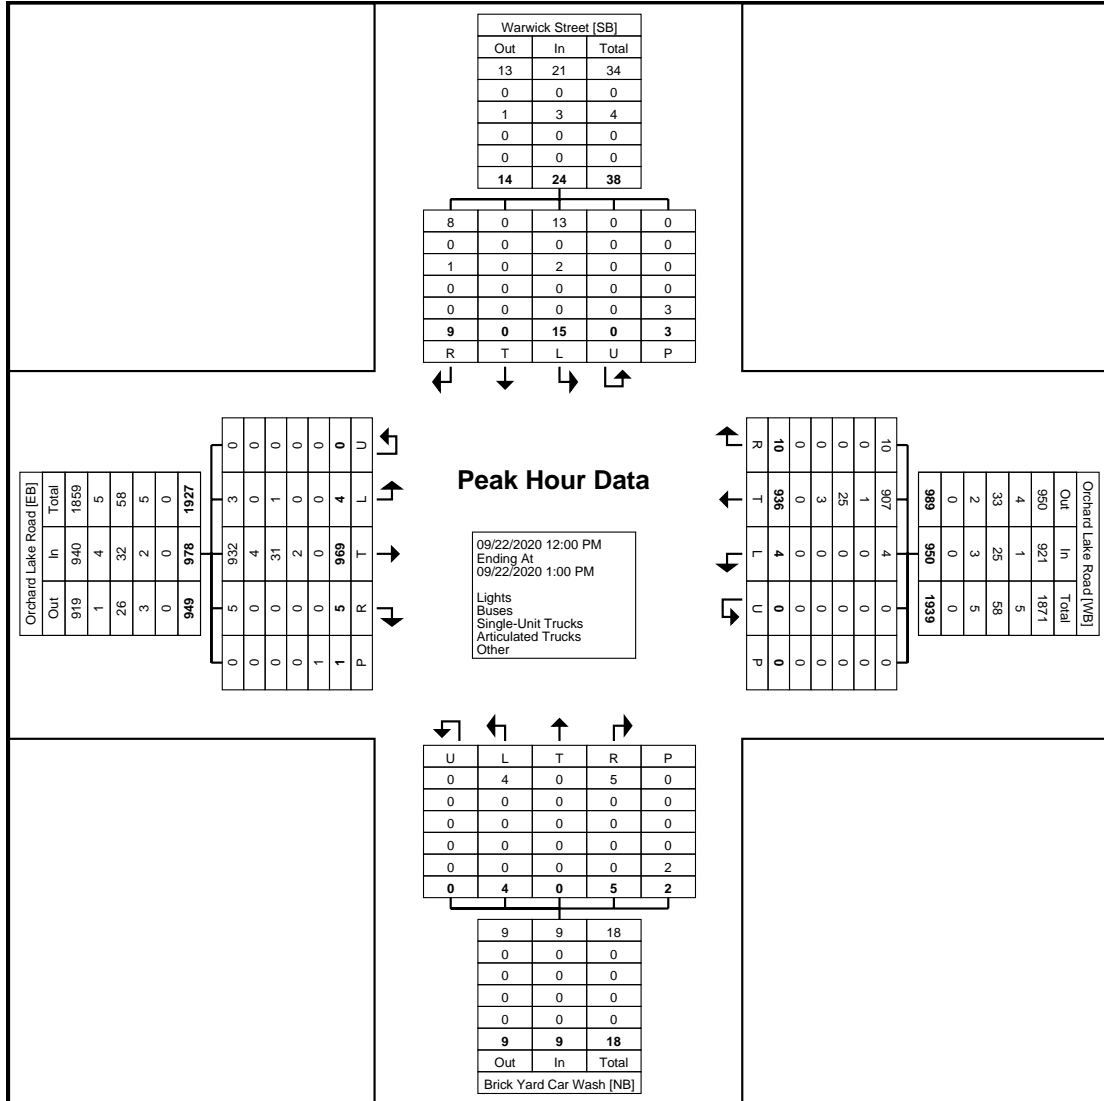 Warwick Street [SB]
Out In Total
13 21 34
0 0 0
1 3 4
0 0 0
0 0 0
14 24 38
8 0 13 0 0
0 0 0 0 0
1 0 2 0 0
0 0 0 0 0
0 0 0 0 3
9 0 15 0 3
R T L U P
Orchard Lake Road [EB]
Out In Total
919 940 1859
1 4 5
26 32 58
3 2 5
0 0 0
949 978 1927
0 3 932 5 0
0 0 4 0 0
0 1 31 0 0
0 0 2 0 0
0 0 0 0 1
0 4 969 5 1
U L T R P
Peak Hour Data
09/22/2020 12:00 PM
Ending At
09/22/2020 1:00 PM
Lights
Buses
Single-Unit Trucks
Articulated Trucks
Other
R T L U P
10 936 4 0 0
0 0 0 0 0
0 3 0 0 0
0 25 0 0 0
0 1 0 0 0
10 907 4 0 0
Orchard Lake Road [WB]
Out In Total
950 921 1871
4 1 5
33 25 58
2 3 5
0 0 0
989 950 1939
U L T R P
0 4 0 5 0
0 0 0 0 0
0 0 0 0 0
0 0 0 0 0
0 0 0 0 2
0 4 0 5 2
9 9 18
0 0 0
0 0 0
0 0 0
0 0 0
9 9 18
Out In Total
Brick Yard Car Wash [NB]